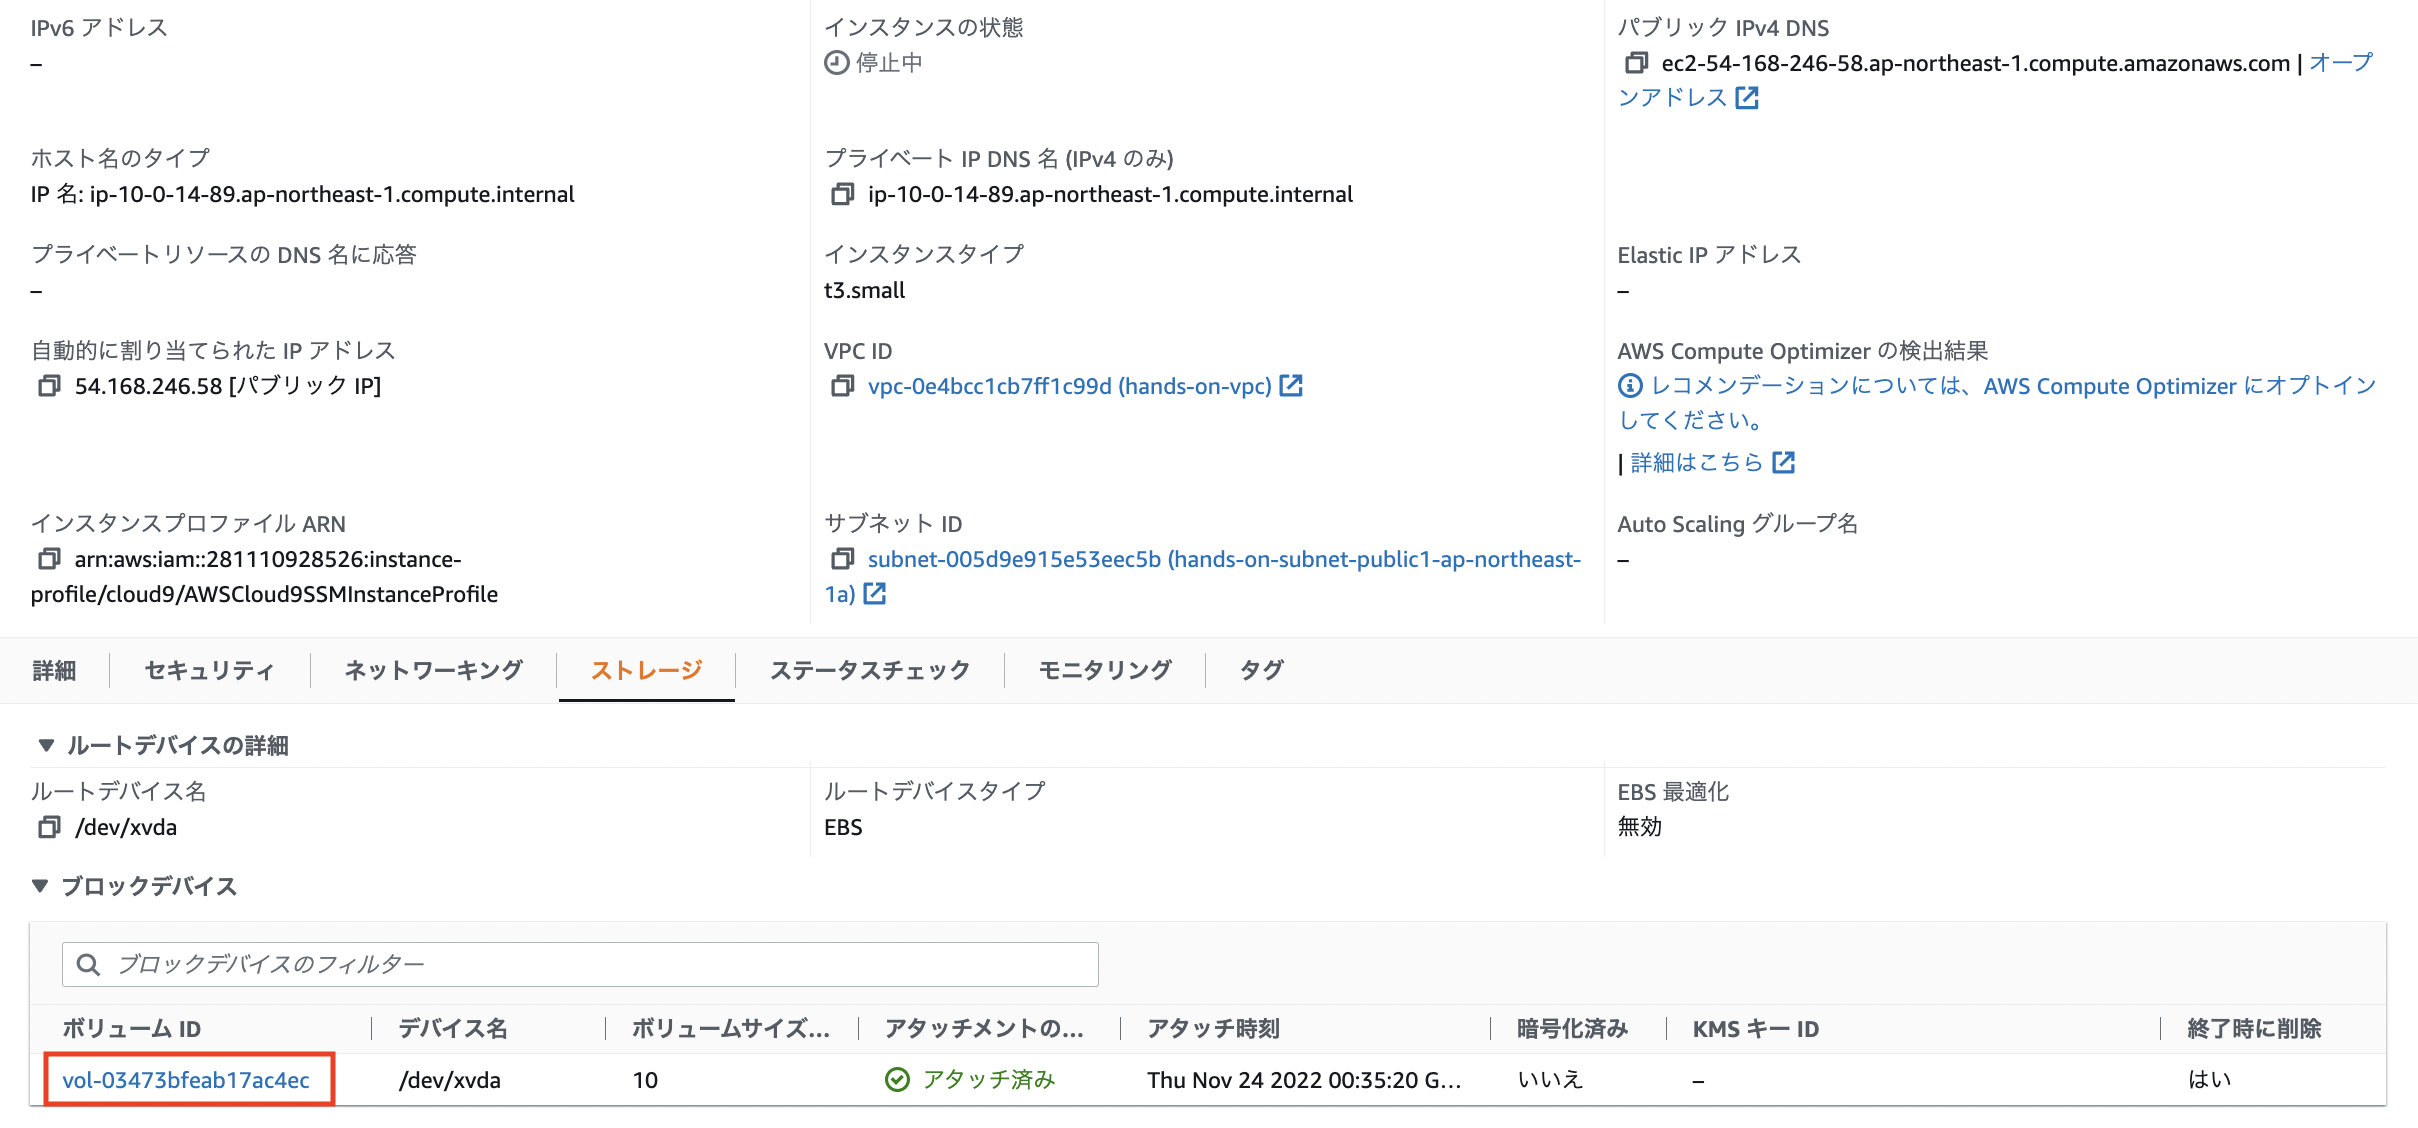 IPv6 アドレス
–
インスタンスの状態
停止中
パブリック IPv4 DNS
ec2-54-168-246-58.ap-northeast-1.compute.amazonaws.com | オープ
ンアドレス
ホスト名のタイプ
IP 名: ip-10-0-14-89.ap-northeast-1.compute.internal
プライベート IP DNS 名 (IPv4 のみ)
ip-10-0-14-89.ap-northeast-1.compute.internal
プライベートリソースの DNS 名に応答
–
インスタンスタイプ
t3.small
Elastic IP アドレス
–
自動的に割り当てられた IP アドレス
54.168.246.58 [パブリック IP]
VPC ID
vpc-0e4bcc1cb7ff1c99d (hands-on-vpc)
AWS Compute Optimizer の検出結果
レコメンデーションについては、AWS Compute Optimizer にオプトイン
してください。
| 詳細はこちら
インスタンスプロファイル ARN
arn:aws:iam::281110928526:instance-
profile/cloud9/AWSCloud9SSMInstanceProfile
サブネット ID
subnet-005d9e915e53eec5b (hands-on-subnet-public1-ap-northeast-
1a)
Auto Scaling グループ名
–
詳細 セキュリティ ネットワーキング ストレージ ステータスチェック モニタリング タグ
▼ ルートデバイスの詳細
ルートデバイス名
/dev/xvda
ルートデバイスタイプ
EBS
EBS 最適化
無効
▼ ブロックデバイス
ブロックデバイスのフィルター
ボリューム ID デバイス名 ボリュームサイズ... アタッチメントの... アタッチ時刻 暗号化済み KMS キー ID 終了時に削除
vol-03473bfeab17ac4ec /dev/xvda 10 アタッチ済み Thu Nov 24 2022 00:35:20 G... いいえ – はい